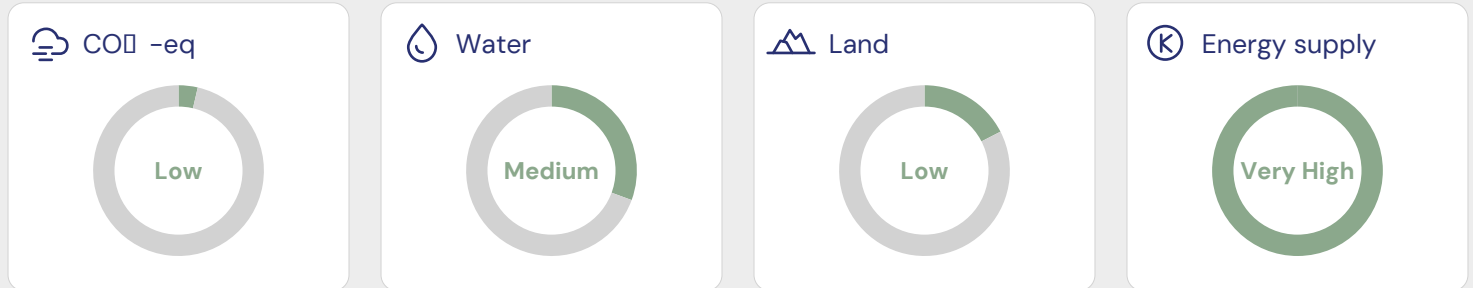 CO▯ -eq
Low
Water
Medium
Land
Low
Energy supply
Very High